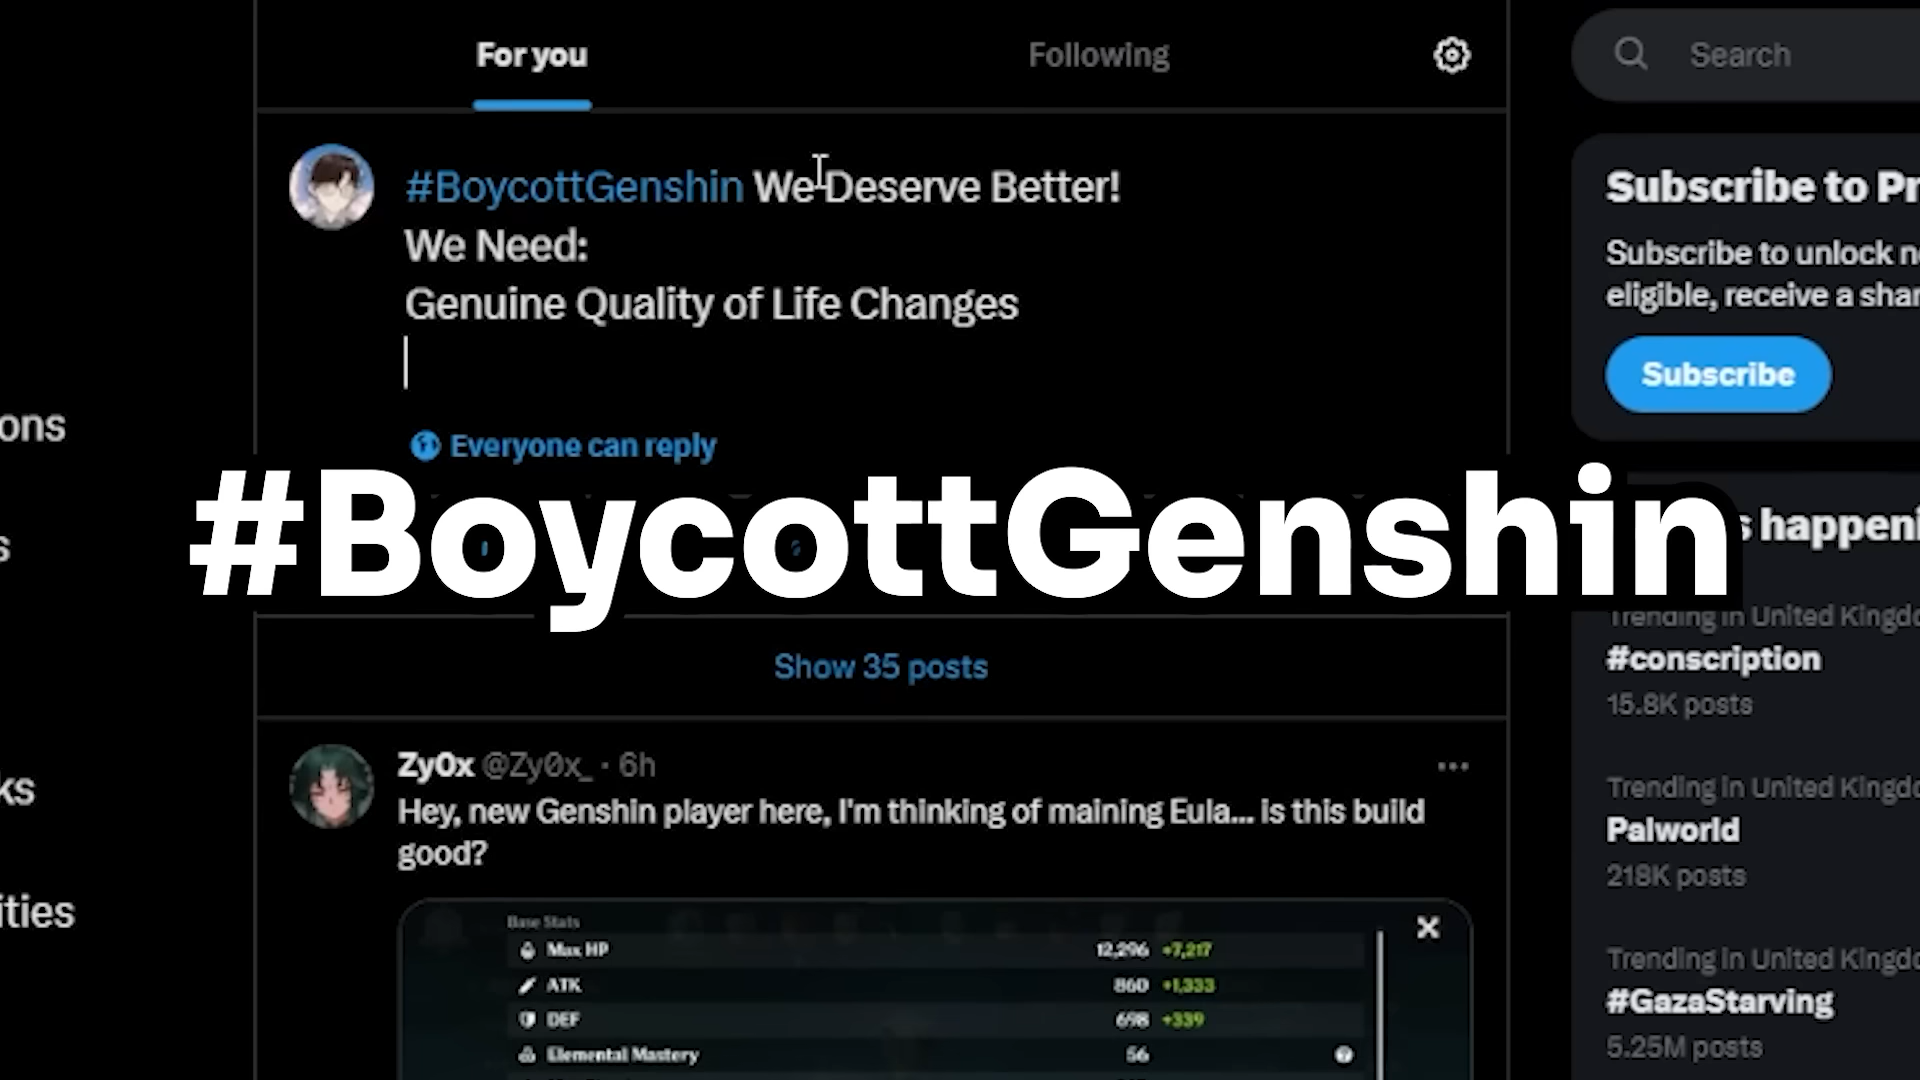 For you
Following
Search
#BoycottGenshin We Deserve Better!
We Need:
Genuine Quality of Life Changes
Everyone can reply
#BoycottGenshin
Show 35 posts
Zy0x @Zy0x_ · 6h
Hey, new Genshin player here, I'm thinking of maining Eula... is this build
good?
Base Stats
Max HP 12,296 +7,217
ATK 860 +1,333
DEF 698 +339
Elemental Mastery 56
Subscribe to Pr
Subscribe to unlock ne
eligible, receive a shar
Subscribe
s happeni
Trending in United Kingdo
#conscription
15.8K posts
Trending in United Kingdo
Palworld
218K posts
Trending in United Kingdo
#GazaStarving
5.25M posts
ons
s
ks
ities